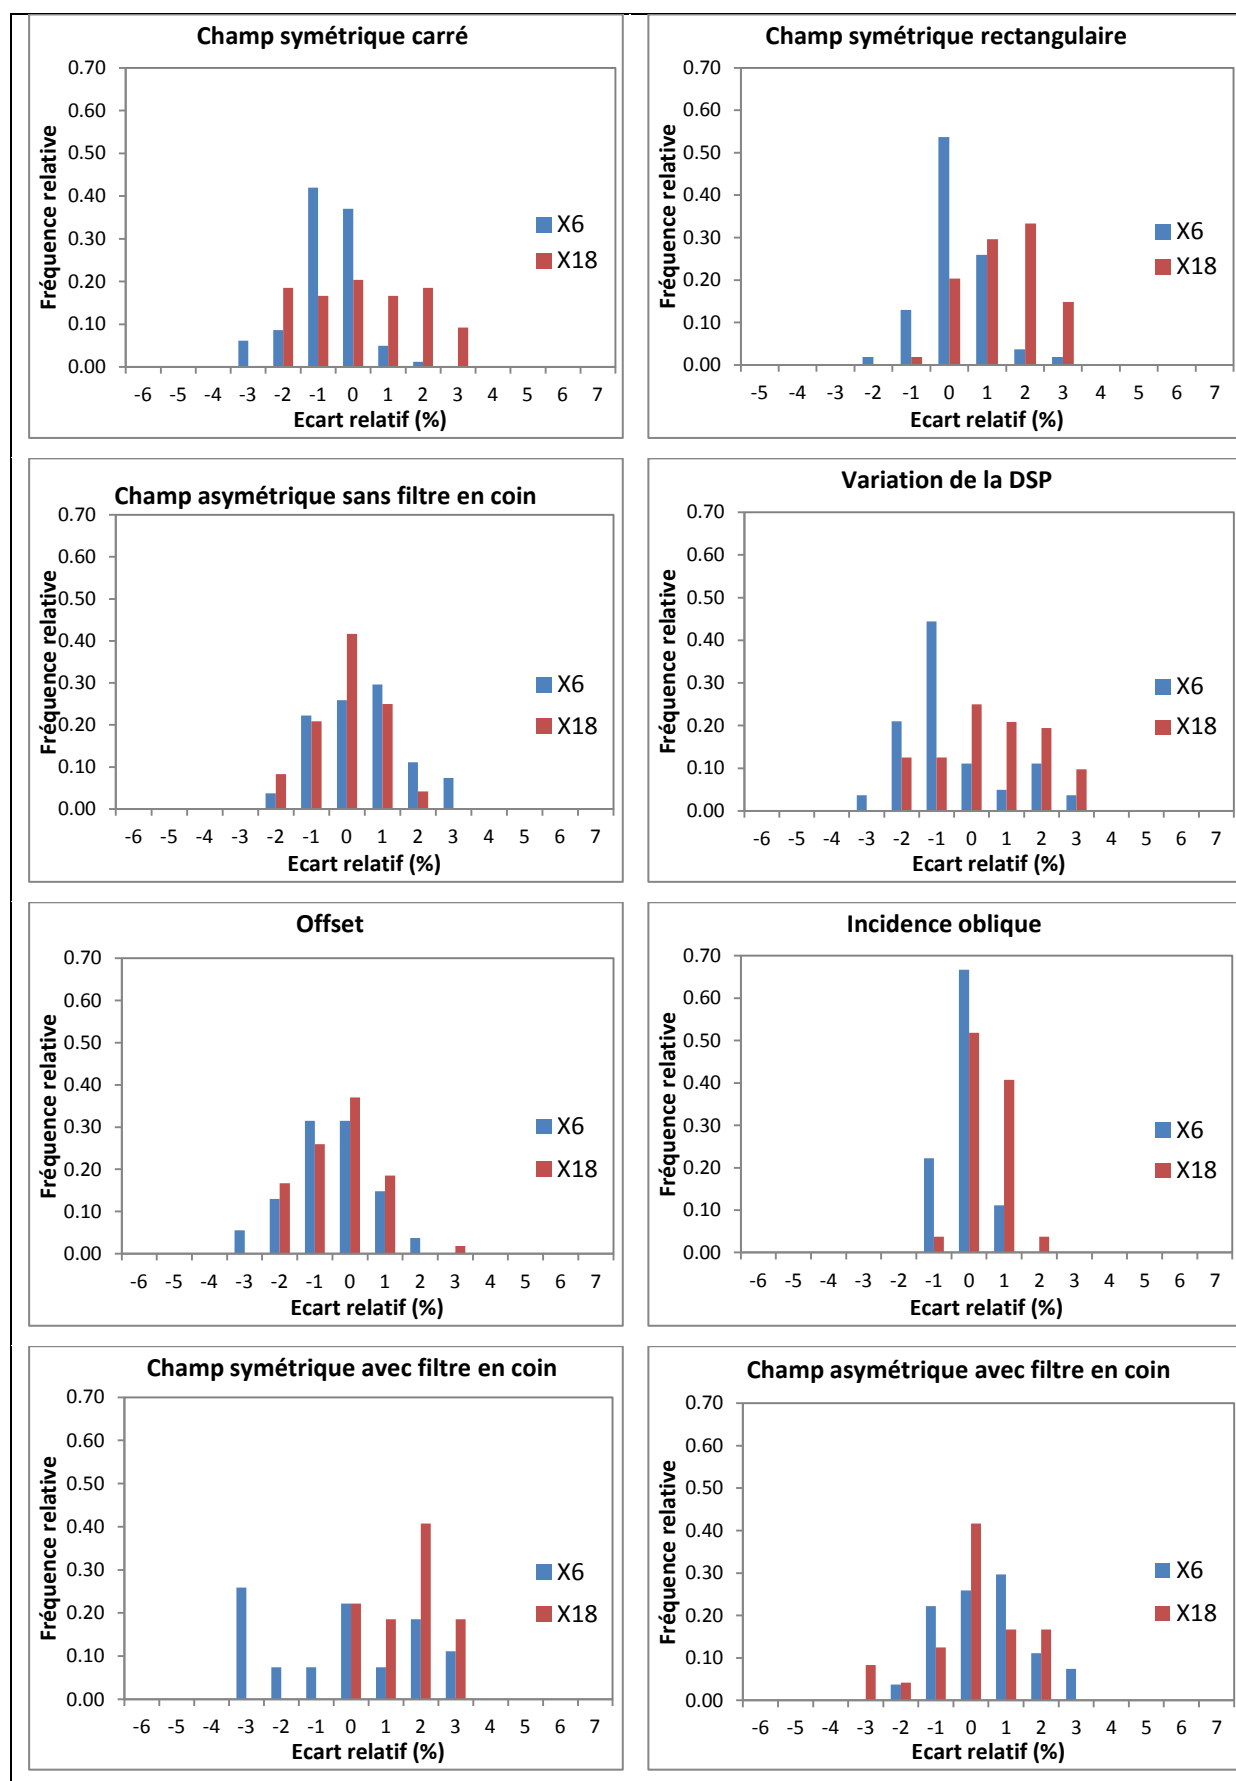 Champ symétrique carré
0.70
0.60
0.50
0.40
0.30
0.20
0.10
0.00
Fréquence relative
-6 -5 -4 -3 -2 -1 0 1 2 3 4 5 6 7
Ecart relatif (%)
X6
X18
Champ symétrique rectangulaire
0.70
0.60
0.50
0.40
0.30
0.20
0.10
0.00
Fréquence relative
-5 -4 -3 -2 -1 0 1 2 3 4 5 6 7
Ecart relatif (%)
X6
X18
Champ asymétrique sans filtre en coin
0.70
0.60
0.50
0.40
0.30
0.20
0.10
0.00
Fréquence relative
-6 -5 -4 -3 -2 -1 0 1 2 3 4 5 6 7
Ecart relatif (%)
X6
X18
Variation de la DSP
0.70
0.60
0.50
0.40
0.30
0.20
0.10
0.00
Fréquence relative
-6 -5 -4 -3 -2 -1 0 1 2 3 4 5 6 7
Ecart relatif (%)
X6
X18
Offset
0.70
0.60
0.50
0.40
0.30
0.20
0.10
0.00
Fréquence relative
-6 -5 -4 -3 -2 -1 0 1 2 3 4 5 6 7
Ecart relatif (%)
X6
X18
Incidence oblique
0.70
0.60
0.50
0.40
0.30
0.20
0.10
0.00
Fréquence relative
-6 -5 -4 -3 -2 -1 0 1 2 3 4 5 6 7
Ecart relatif (%)
X6
X18
Champ symétrique avec filtre en coin
0.70
0.60
0.50
0.40
0.30
0.20
0.10
0.00
Fréquence relative
-6 -5 -4 -3 -2 -1 0 1 2 3 4 5 6 7
Ecart relatif (%)
X6
X18
Champ asymétrique avec filtre en coin
0.70
0.60
0.50
0.40
0.30
0.20
0.10
0.00
Fréquence relative
-6 -5 -4 -3 -2 -1 0 1 2 3 4 5 6 7
Ecart relatif (%)
X6
X18